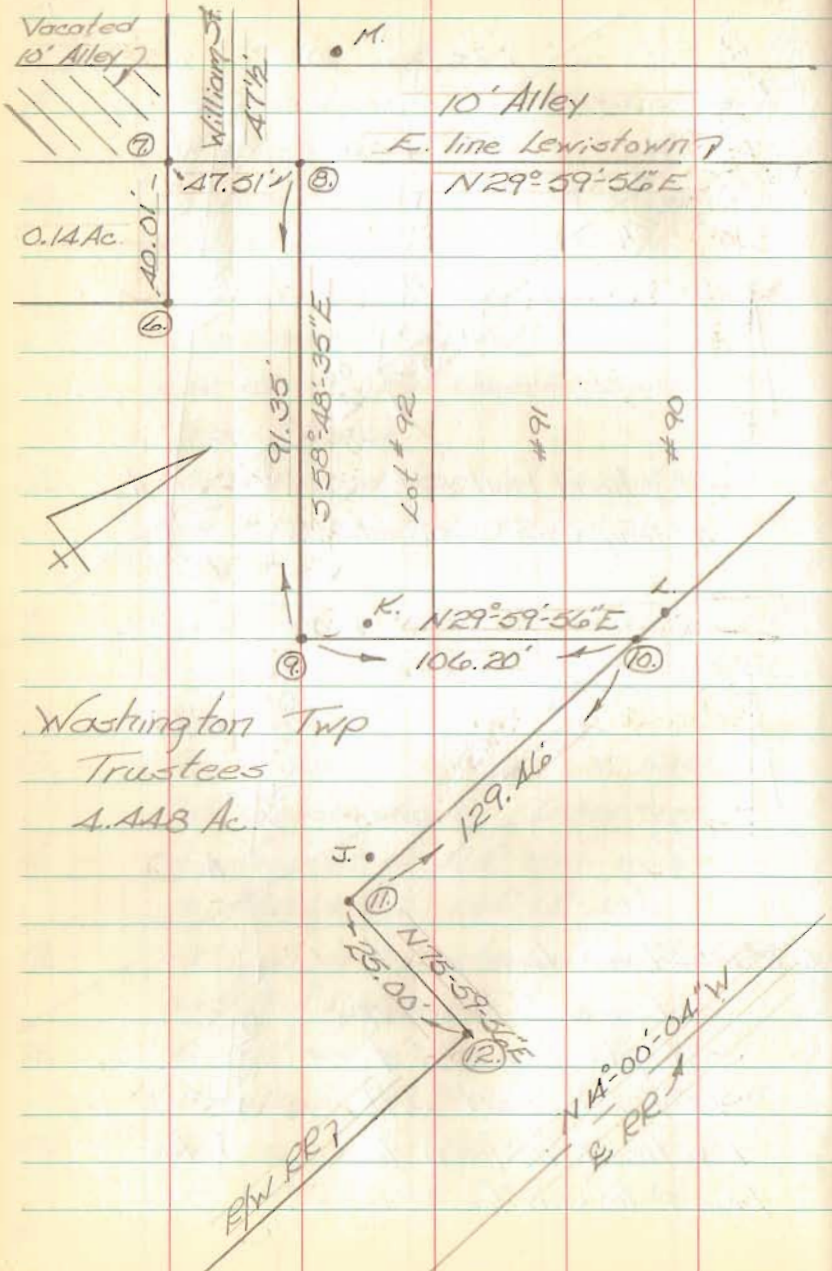 Vacated
10' Alley
William St.
47½'
M.
10' Alley
E. line Lewistown
N29°-59'-56"E
7.
47.51'
8.
40.01'
0.14 Ac.
6.
91.35'
S58°-48'-35"E
Lot #92
#91
#90
K.
N29°-59'-56"E
L.
9.
106.20'
10.
Washington Twp
Trustees
4.448 Ac.
129.46'
J.
11.
N75-59-56"E
25.00'
12.
N14°-00'-04"W
℄ RR
R/W RR